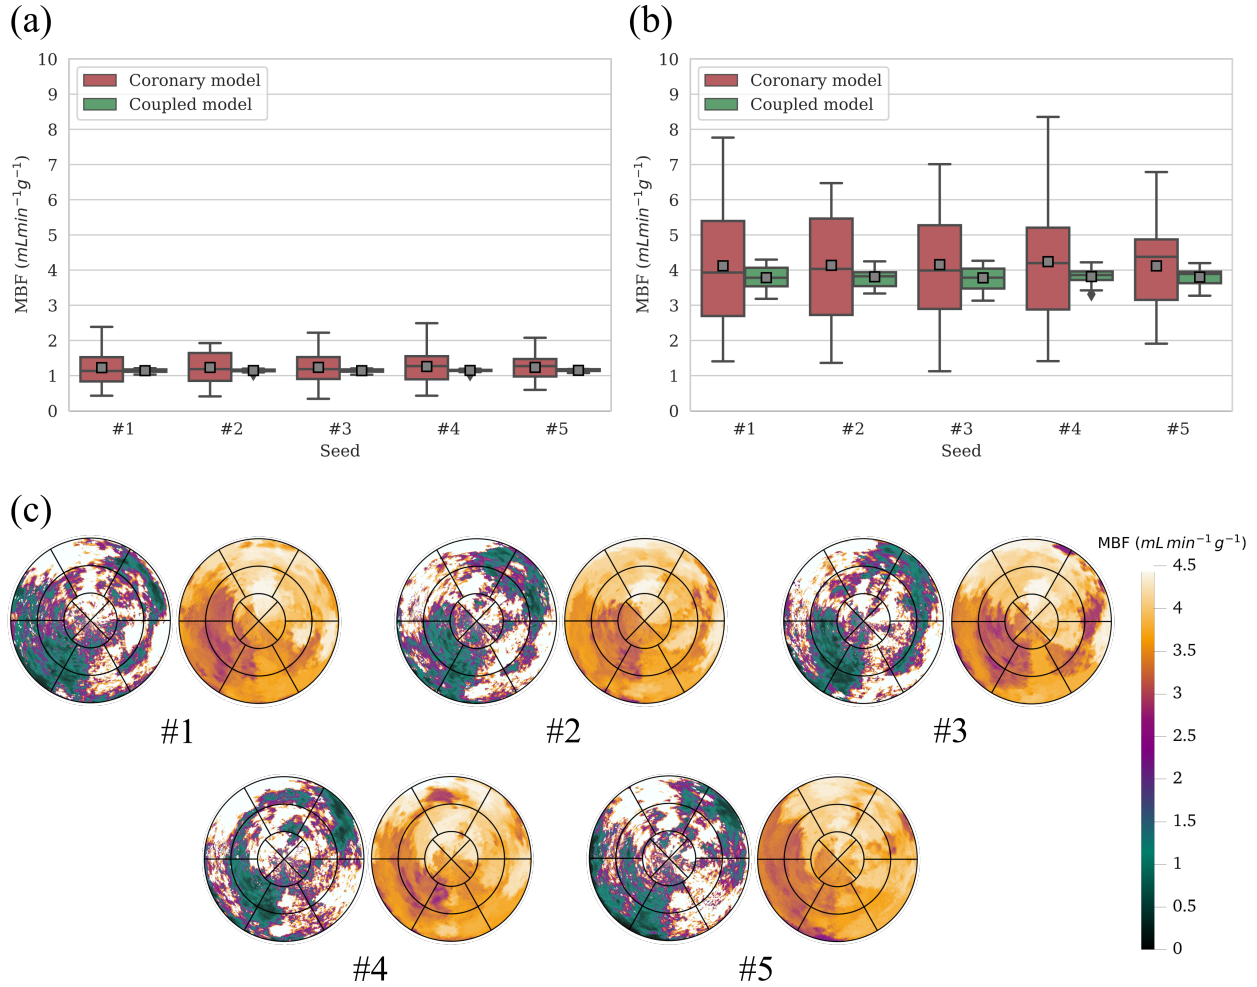 (a)
10
9
8
7
6
5
4
3
2
1
0
MBF (mLmin⁻¹g⁻¹)
Coronary model
Coupled model
#1 #2 #3 #4 #5
Seed
(b)
10
9
8
7
6
5
4
3
2
1
0
MBF (mLmin⁻¹g⁻¹)
Coronary model
Coupled model
#1 #2 #3 #4 #5
Seed
(c)
#1 #2 #3
#4 #5
MBF (mL min⁻¹ g⁻¹)
4.5
4
3.5
3
2.5
2
1.5
1
0.5
0